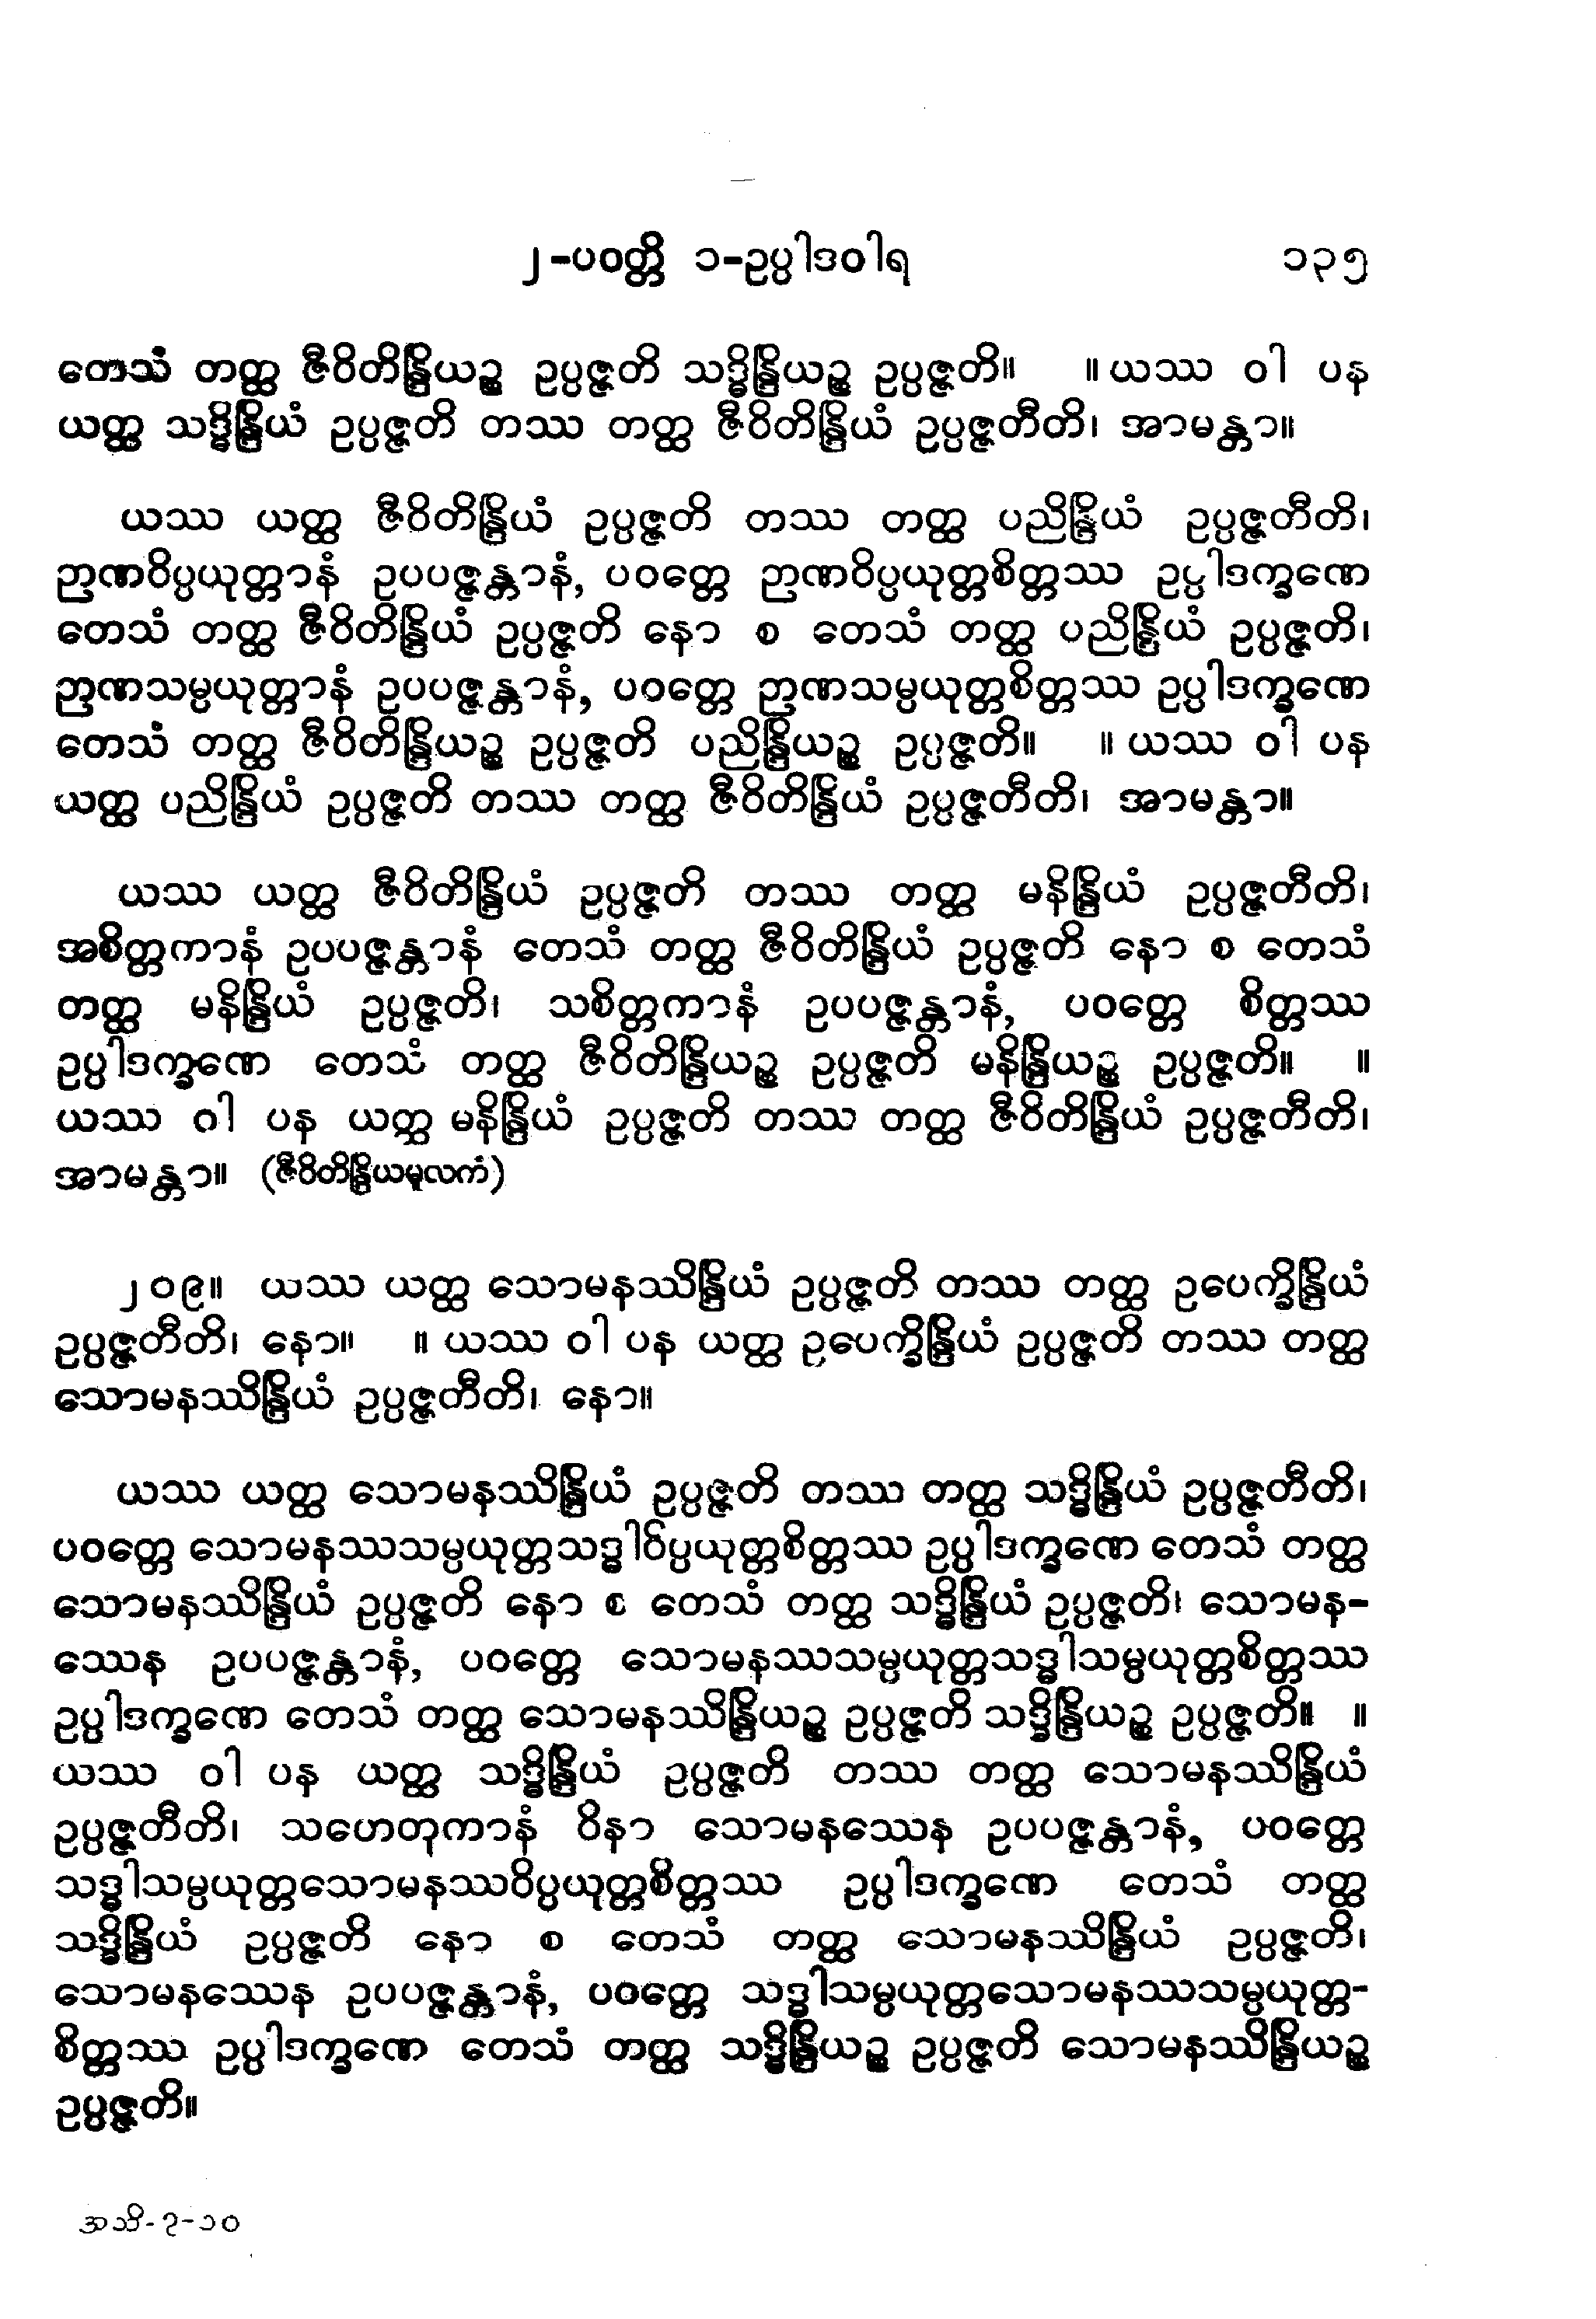 ၂-ပဝတ္တိ ၁-ဥပ္ပါဒဝါရ ၁၃၅
တေသံ တတ္ထ ဇီဝိတိန္ဒြိယဉ္စ ဥပ္ပဇ္ဇတိ သဒ္ဓိန္ဒြိယဉ္စ ဥပ္ပဇ္ဇတိ။ ။ ယဿ ဝါ ပန
ယတ္ထ သဒ္ဓိန္ဒြိယံ ဥပ္ပဇ္ဇတိ တဿ တတ္ထ ဇီဝိတိန္ဒြိယံ ဥပ္ပဇ္ဇတီတိ၊ အာမန္တာ။
ယဿ ယတ္ထ ဇီဝိတိန္ဒြိယံ ဥပ္ပဇ္ဇတိ တဿ တတ္ထ ပညိန္ဒြိယံ ဥပ္ပဇ္ဇတီတိ၊
ဉာဏဝိပ္ပယုတ္တာနံ ဥပပဇ္ဇန္တာနံ, ပဝတ္တေ ဉာဏဝိပ္ပယုတ္တစိတ္တဿ ဥပ္ပါဒက္ခဏေ
တေသံ တတ္ထ ဇီဝိတိန္ဒြိယံ ဥပ္ပဇ္ဇတိ နော စ တေသံ တတ္ထ ပညိန္ဒြိယံ ဥပ္ပဇ္ဇတိ၊
ဉာဏသမ္ပယုတ္တာနံ ဥပပဇ္ဇန္တာနံ, ပဝတ္တေ ဉာဏသမ္ပယုတ္တစိတ္တဿ ဥပ္ပါဒက္ခဏေ
တေသံ တတ္ထ ဇီဝိတိန္ဒြိယဉ္စ ဥပ္ပဇ္ဇတိ ပညိန္ဒြိယဉ္စ ဥပ္ပဇ္ဇတိ။ ။ ယဿ ဝါ ပန
ယတ္ထ ပညိန္ဒြိယံ ဥပ္ပဇ္ဇတိ တဿ တတ္ထ ဇီဝိတိန္ဒြိယံ ဥပ္ပဇ္ဇတီတိ၊ အာမန္တာ။
ယဿ ယတ္ထ ဇီဝိတိန္ဒြိယံ ဥပ္ပဇ္ဇတိ တဿ တတ္ထ မနိန္ဒြိယံ ဥပ္ပဇ္ဇတီတိ၊
အစိတ္တကာနံ ဥပပဇ္ဇန္တာနံ တေသံ တတ္ထ ဇီဝိတိန္ဒြိယံ ဥပ္ပဇ္ဇတိ နော စ တေသံ
တတ္ထ မနိန္ဒြိယံ ဥပ္ပဇ္ဇတိ၊ သစိတ္တကာနံ ဥပပဇ္ဇန္တာနံ, ပဝတ္တေ စိတ္တဿ
ဥပ္ပါဒက္ခဏေ တေသံ တတ္ထ ဇီဝိတိန္ဒြိယဉ္စ ဥပ္ပဇ္ဇတိ မနိန္ဒြိယဉ္စ ဥပ္ပဇ္ဇတိ။ ။
ယဿ ဝါ ပန ယတ္ထ မနိန္ဒြိယံ ဥပ္ပဇ္ဇတိ တဿ တတ္ထ ဇီဝိတိန္ဒြိယံ ဥပ္ပဇ္ဇတီတိ၊
အာမန္တာ။ (ဇီဝိတိန္ဒြိယမူလကံ)
၂၀၉။ ယဿ ယတ္ထ သောမနဿိန္ဒြိယံ ဥပ္ပဇ္ဇတိ တဿ တတ္ထ ဥပေက္ခိန္ဒြိယံ
ဥပ္ပဇ္ဇတီတိ၊ နော။ ။ ယဿ ဝါ ပန ယတ္ထ ဥပေက္ခိန္ဒြိယံ ဥပ္ပဇ္ဇတိ တဿ တတ္ထ
သောမနဿိန္ဒြိယံ ဥပ္ပဇ္ဇတီတိ၊ နော။
ယဿ ယတ္ထ သောမနဿိန္ဒြိယံ ဥပ္ပဇ္ဇတိ တဿ တတ္ထ သဒ္ဓိန္ဒြိယံ ဥပ္ပဇ္ဇတီတိ၊
ပဝတ္တေ သောမနဿသမ္ပယုတ္တသဒ္ဓါဝိပ္ပယုတ္တစိတ္တဿ ဥပ္ပါဒက္ခဏေ တေသံ တတ္ထ
သောမနဿိန္ဒြိယံ ဥပ္ပဇ္ဇတိ နော စ တေသံ တတ္ထ သဒ္ဓိန္ဒြိယံ ဥပ္ပဇ္ဇတိ၊ သောမန-
ဿေန ဥပပဇ္ဇန္တာနံ, ပဝတ္တေ သောမနဿသမ္ပယုတ္တသဒ္ဓါသမ္ပယုတ္တစိတ္တဿ
ဥပ္ပါဒက္ခဏေ တေသံ တတ္ထ သောမနဿိန္ဒြိယဉ္စ ဥပ္ပဇ္ဇတိ သဒ္ဓိန္ဒြိယဉ္စ ဥပ္ပဇ္ဇတိ။ ။
ယဿ ဝါ ပန ယတ္ထ သဒ္ဓိန္ဒြိယံ ဥပ္ပဇ္ဇတိ တဿ တတ္ထ သောမနဿိန္ဒြိယံ
ဥပ္ပဇ္ဇတီတိ၊ သဟေတုကာနံ ဝိနာ သောမနဿေန ဥပပဇ္ဇန္တာနံ, ပဝတ္တေ
သဒ္ဓါသမ္ပယုတ္တသောမနဿဝိပ္ပယုတ္တစိတ္တဿ ဥပ္ပါဒက္ခဏေ တေသံ တတ္ထ
သဒ္ဓိန္ဒြိယံ ဥပ္ပဇ္ဇတိ နော စ တေသံ တတ္ထ သောမနဿိန္ဒြိယံ ဥပ္ပဇ္ဇတိ၊
သောမနဿေန ဥပပဇ္ဇန္တာနံ, ပဝတ္တေ သဒ္ဓါသမ္ပယုတ္တသောမနဿသမ္ပယုတ္တ-
စိတ္တဿ ဥပ္ပါဒက္ခဏေ တေသံ တတ္ထ သဒ္ဓိန္ဒြိယဉ္စ ဥပ္ပဇ္ဇတိ သောမနဿိန္ဒြိယဉ္စ
ဥပ္ပဇ္ဇတိ။
အသိ-၇-၁၀